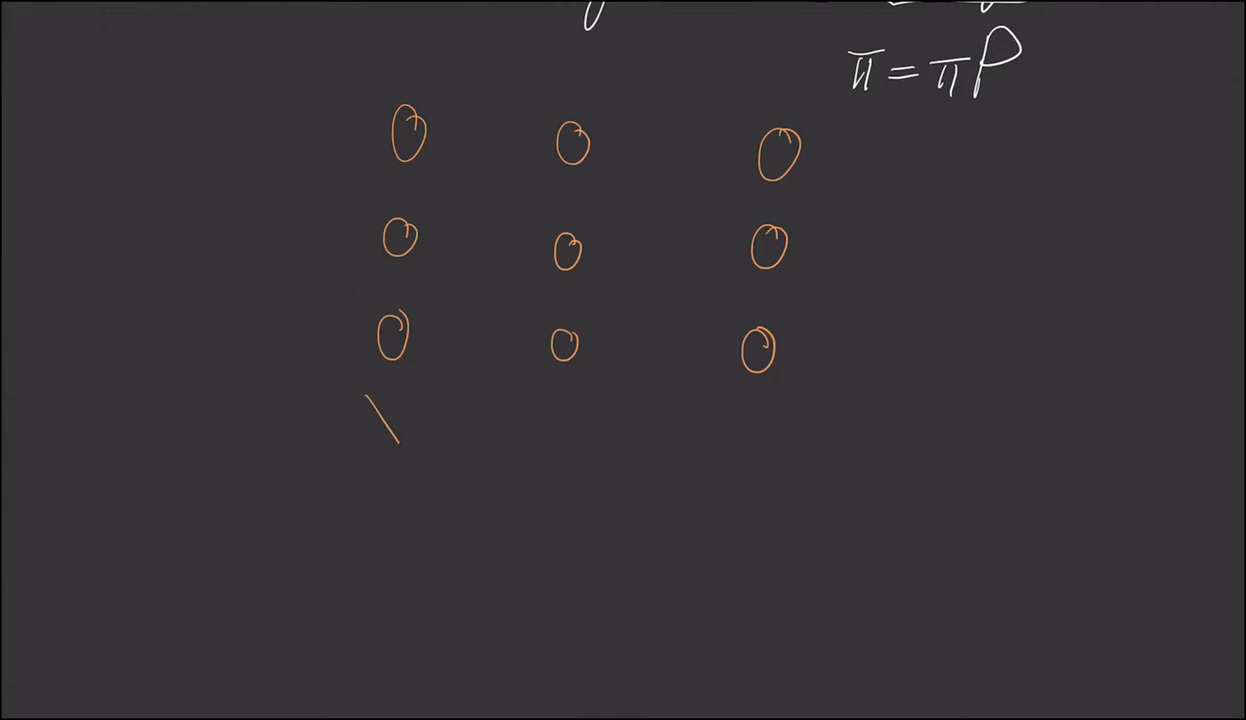 π = πP